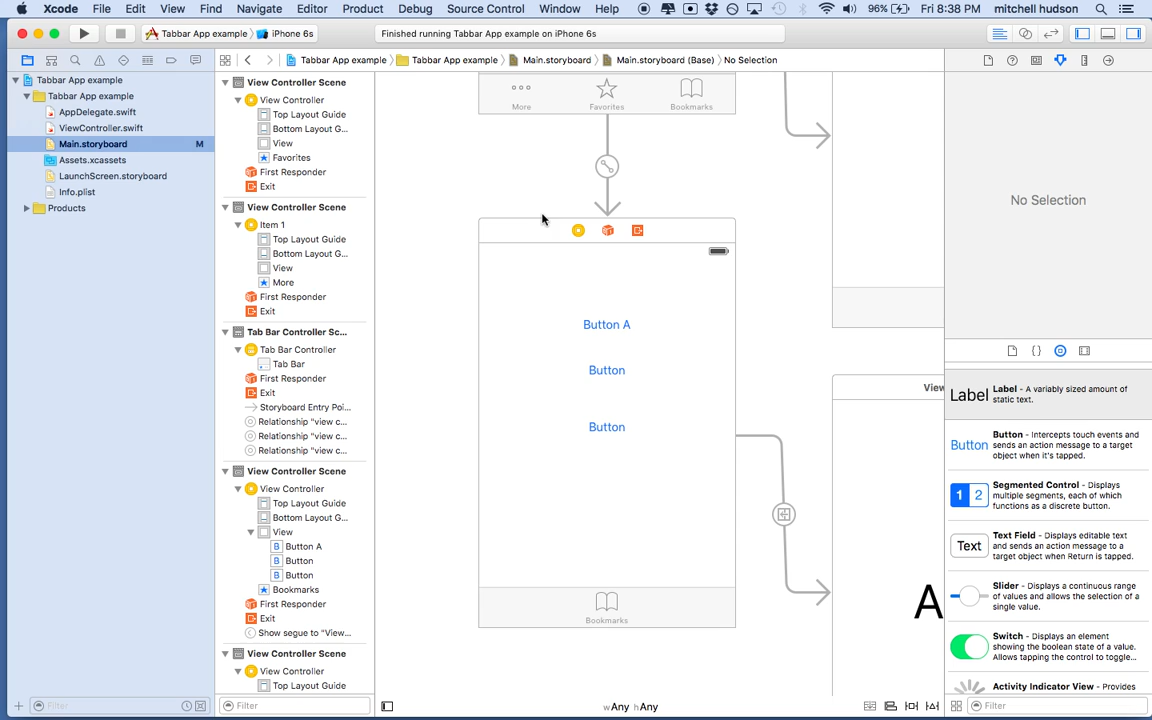 Xcode File Edit View Find Navigate Editor Product Debug Source Control Window Help 96% Fri 8:38 PM mitchell hudson
Tabbar App example iPhone 6s Finished running Tabbar App example on iPhone 6s
Tabbar App example Tabbar App example Main.storyboard Main.storyboard (Base) No Selection
Tabbar App example
Tabbar App example
AppDelegate.swift
ViewController.swift
Main.storyboard M
Assets.xcassets
LaunchScreen.storyboard
Info.plist
Products
Filter
View Controller Scene
View Controller
Top Layout Guide
Bottom Layout G...
View
Favorites
First Responder
Exit
View Controller Scene
Item 1
Top Layout Guide
Bottom Layout G...
View
More
First Responder
Exit
Tab Bar Controller Sc...
Tab Bar Controller
Tab Bar
First Responder
Exit
Storyboard Entry Poi...
Relationship "view c...
Relationship "view c...
Relationship "view c...
View Controller Scene
View Controller
Top Layout Guide
Bottom Layout G...
View
Button A
Button
Button
Bookmarks
First Responder
Exit
Show segue to "View...
View Controller Scene
View Controller
Top Layout Guide
Filter
More Favorites Bookmarks
Button A
Button
Button
Bookmarks
View
A
wAny hAny
No Selection
Label Label - A variably sized amount of
static text.
Button Button - Intercepts touch events and
sends an action message to a target
object when it's tapped.
1 2 Segmented Control - Displays
multiple segments, each of which
functions as a discrete button.
Text Text Field - Displays editable text
and sends an action message to a
target object when Return is tapped.
Slider - Displays a continuous range
of values and allows the selection of a
single value.
Switch - Displays an element
showing the boolean state of a value.
Allows tapping the control to toggle...
Activity Indicator View - Provides
Filter